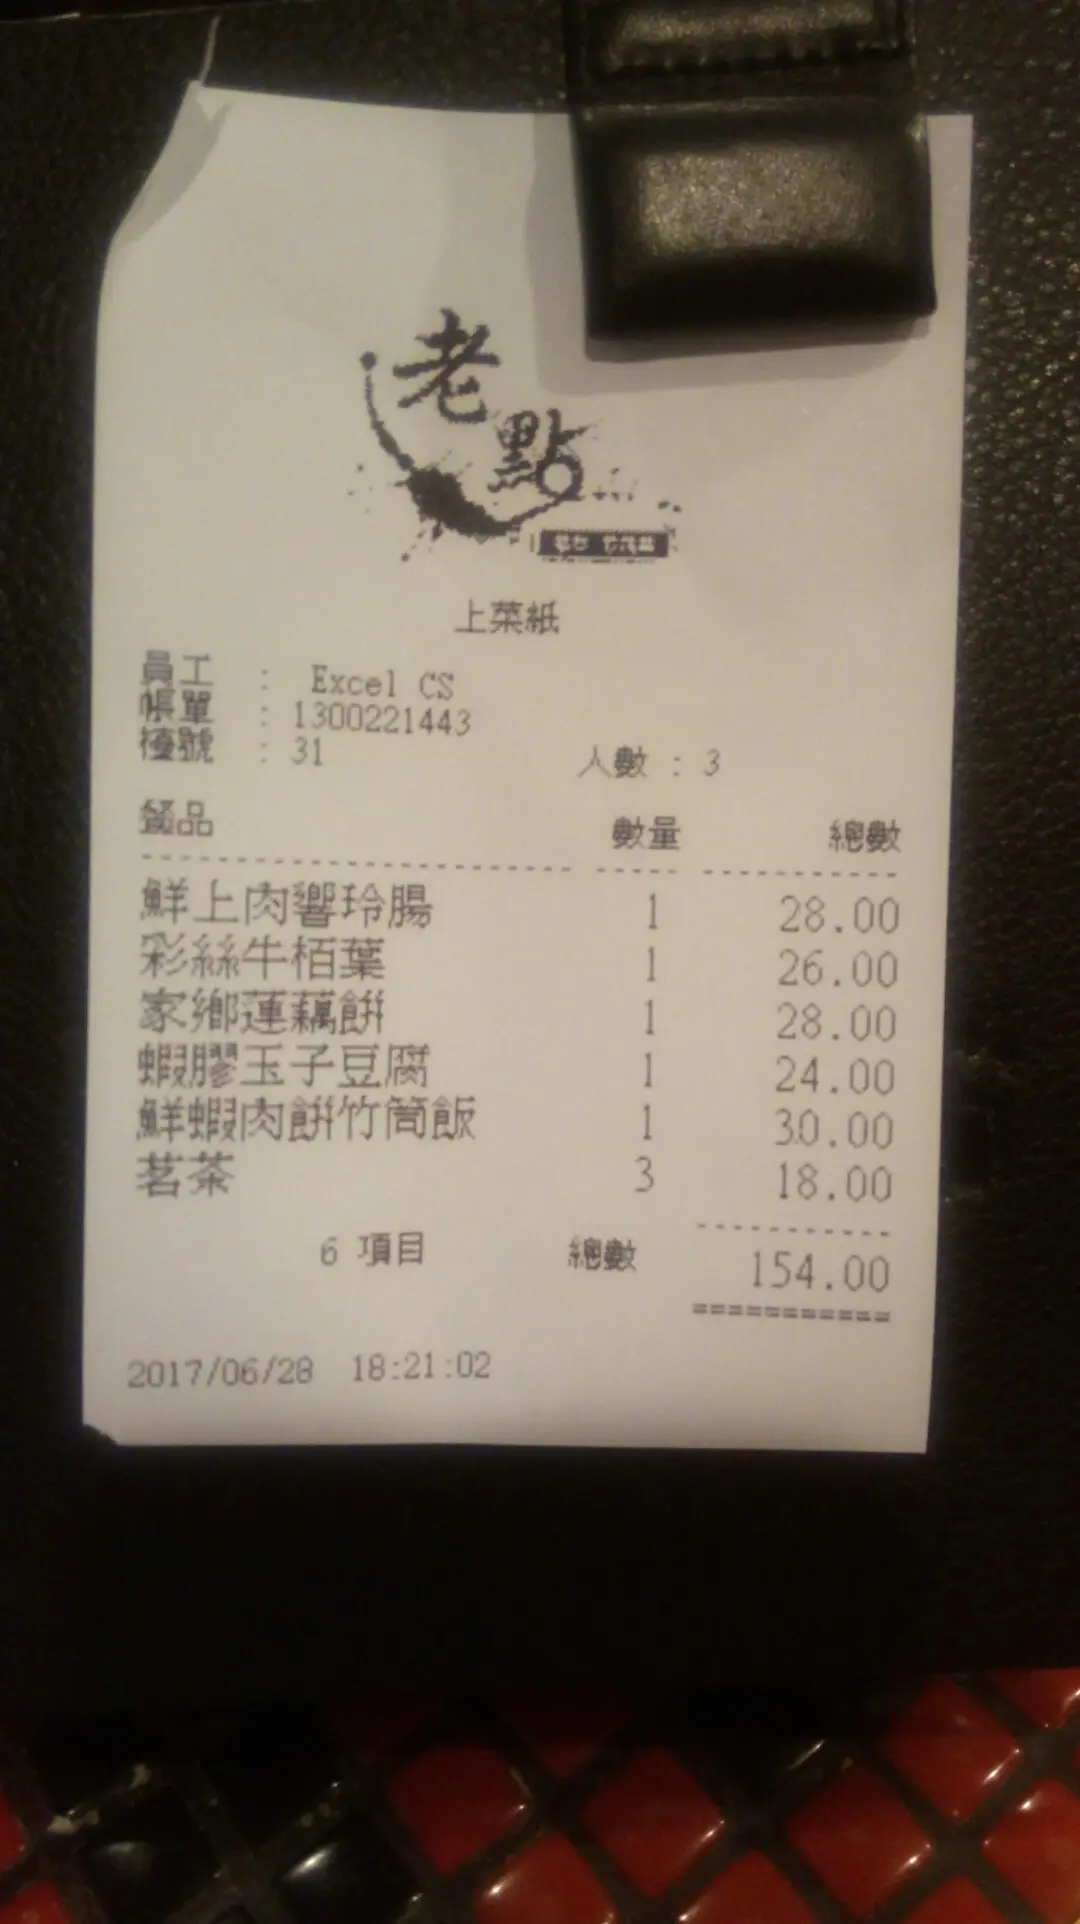 老點
上菜紙
員工 : Excel CS
帳單 : 1300221443
檯號 : 31 人數 : 3
餐品 數量 總數
鮮上肉響玲腸 1 28.00
彩絲牛栢葉 1 26.00
家鄉蓮藕餅 1 28.00
蝦膠玉子豆腐 1 24.00
鮮蝦肉餅竹筒飯 1 30.00
茗茶 3 18.00
6 項目 總數 154.00
2017/06/28 18:21:02